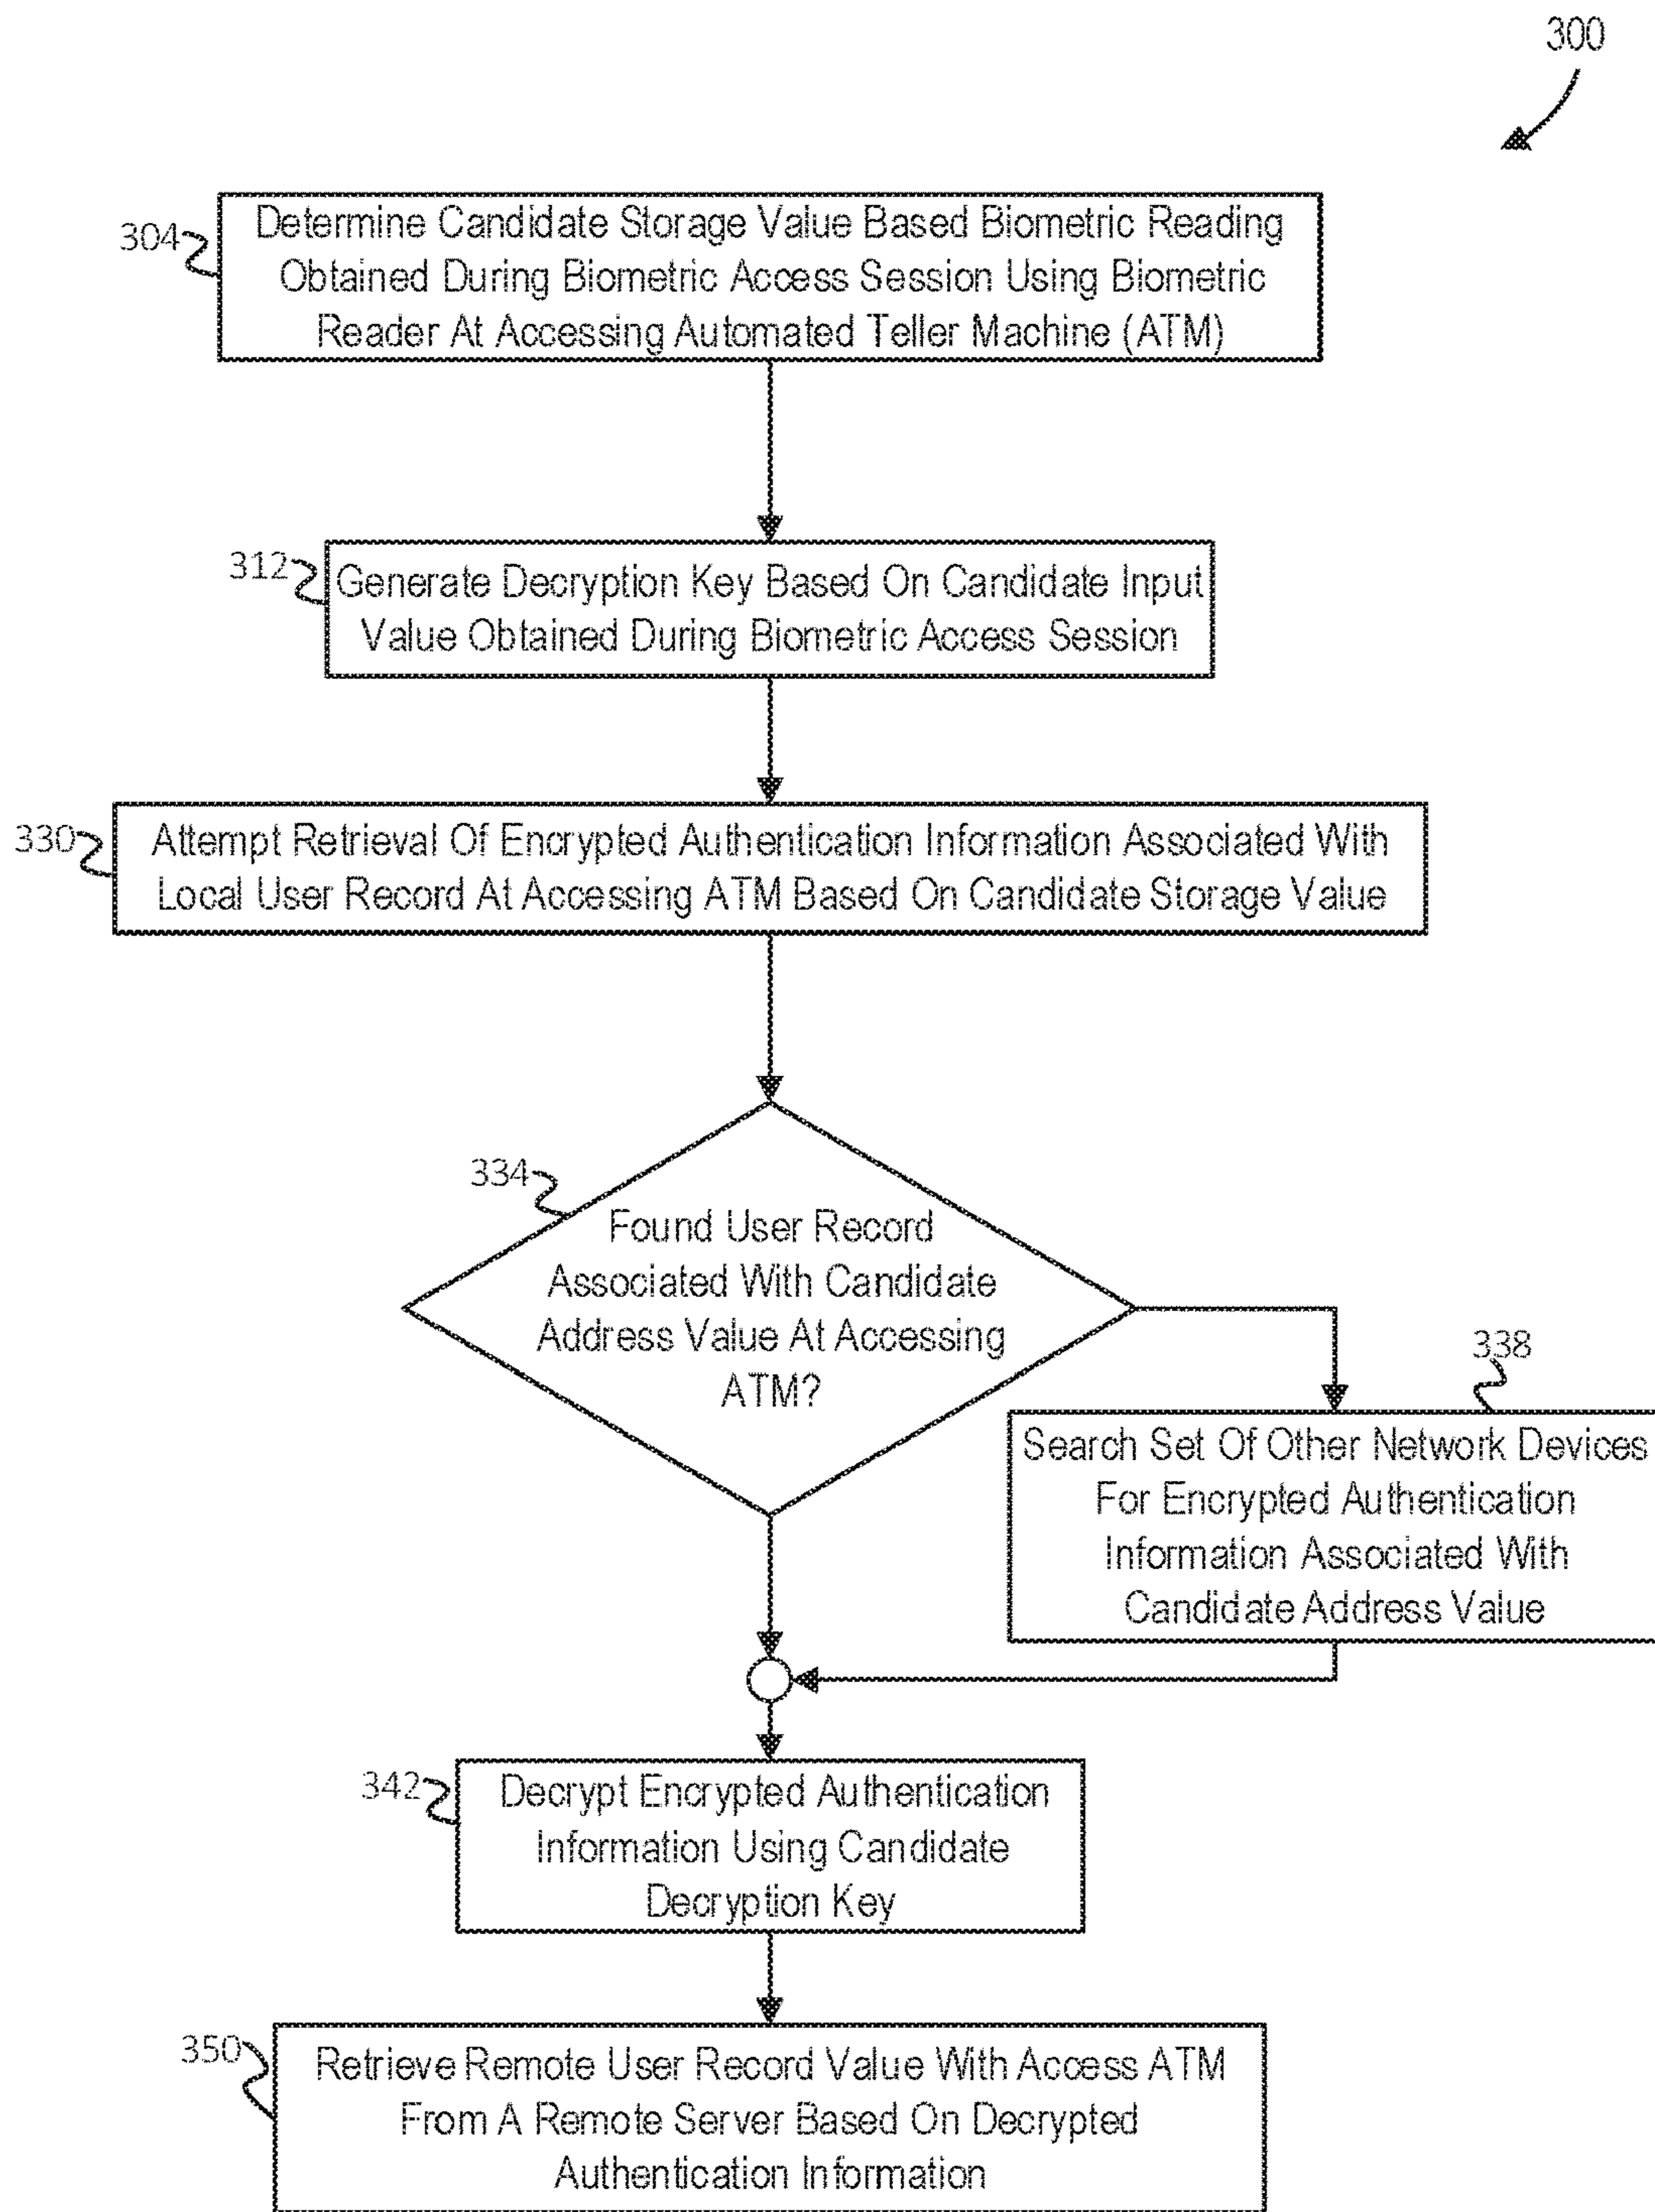 300
304
Determine Candidate Storage Value Based Biometric Reading
Obtained During Biometric Access Session Using Biometric
Reader At Accessing Automated Teller Machine (ATM)
312
Generate Decryption Key Based On Candidate Input
Value Obtained During Biometric Access Session
330
Attempt Retrieval Of Encrypted Authentication Information Associated With
Local User Record At Accessing ATM Based On Candidate Storage Value
334
Found User Record
Associated With Candidate
Address Value At Accessing
ATM?
338
Search Set Of Other Network Devices
For Encrypted Authentication
Information Associated With
Candidate Address Value
342
Decrypt Encrypted Authentication
Information Using Candidate
Decryption Key
350
Retrieve Remote User Record Value With Access ATM
From A Remote Server Based On Decrypted
Authentication Information